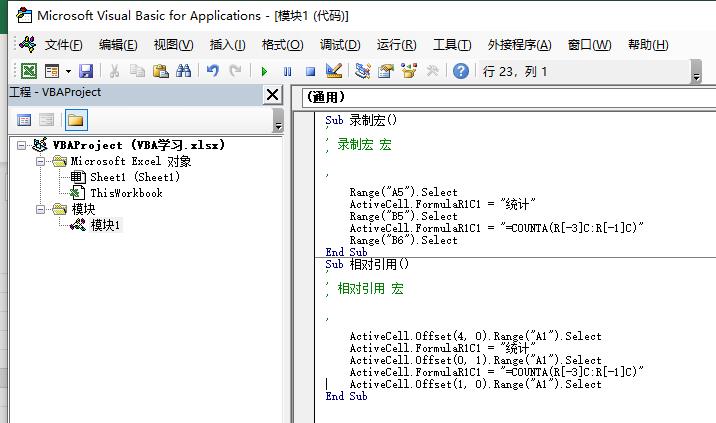 Microsoft Visual Basic for Applications - [模块1 (代码)]
文件(F) 编辑(E) 视图(V) 插入(I) 格式(O) 调试(D) 运行(R) 工具(T) 外接程序(A) 窗口(W) 帮助(H)
行 23, 列 1
工程 - VBAProject
(通用)
VBAProject (VBA学习.xlsx)
Microsoft Excel 对象
Sheet1 (Sheet1)
ThisWorkbook
模块
模块1
Sub 录制宏()
'
' 录制宏 宏
'
'
Range("A5").Select
ActiveCell.FormulaR1C1 = "统计"
Range("B5").Select
ActiveCell.FormulaR1C1 = "=COUNTA(R[-3]C:R[-1]C)"
Range("B6").Select
End Sub
Sub 相对引用()
'
' 相对引用 宏
'
'
ActiveCell.Offset(4, 0).Range("A1").Select
ActiveCell.FormulaR1C1 = "统计"
ActiveCell.Offset(0, 1).Range("A1").Select
ActiveCell.FormulaR1C1 = "=COUNTA(R[-3]C:R[-1]C)"
ActiveCell.Offset(1, 0).Range("A1").Select
End Sub